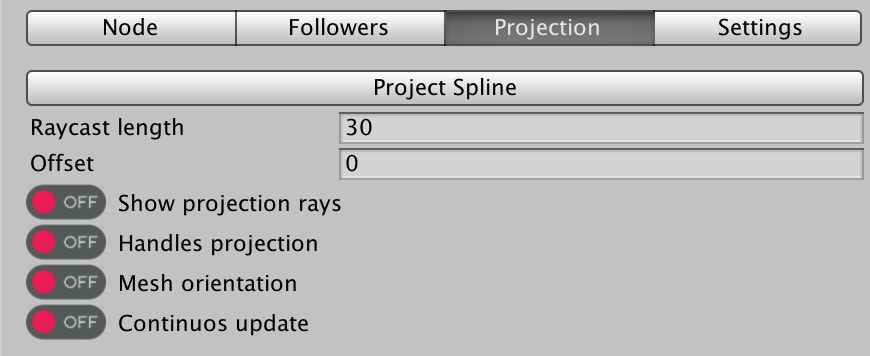 Node Followers Projection Settings
Project Spline
Raycast length 30
Offset 0
OFF Show projection rays
OFF Handles projection
OFF Mesh orientation
OFF Continuos update